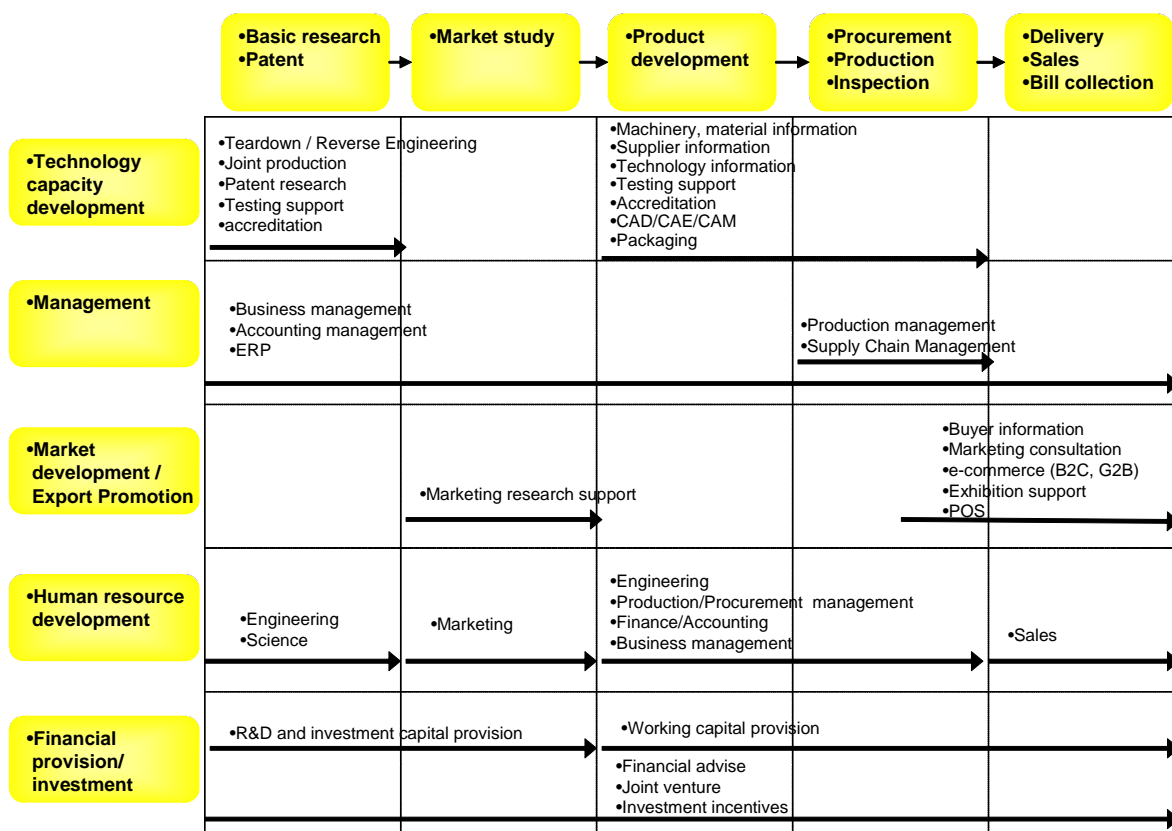 •Basic research
•Patent
•Market study
•Product
development
•Procurement
•Production
•Inspection
•Delivery
•Sales
•Bill collection
•Technology
capacity
development
•Teardown / Reverse Engineering
•Joint production
•Patent research
•Testing support
•accreditation
•Machinery, material information
•Supplier information
•Technology information
•Testing support
•Accreditation
•CAD/CAE/CAM
•Packaging
•Management
•Business management
•Accounting management
•ERP
•Production management
•Supply Chain Management
•Market
development /
Export Promotion
•Marketing research support
•Buyer information
•Marketing consultation
•e-commerce (B2C, G2B)
•Exhibition support
•POS
•Human resource
development
•Engineering
•Science
•Marketing
•Engineering
•Production/Procurement management
•Finance/Accounting
•Business management
•Sales
•Financial
provision/
investment
•R&D and investment capital provision
•Working capital provision
•Financial advise
•Joint venture
•Investment incentives